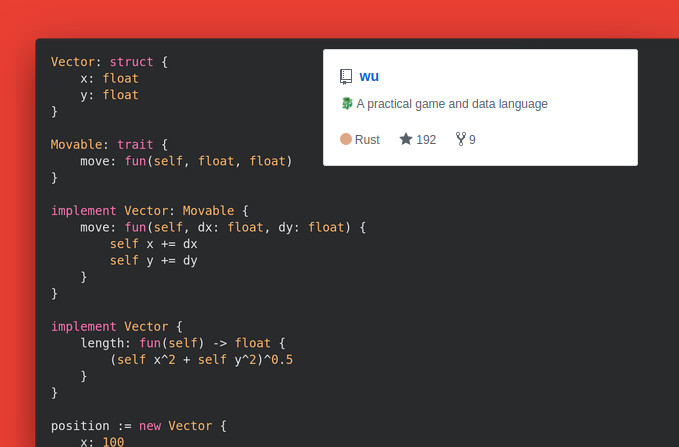 Vector: struct {
    x: float
    y: float
}
Movable: trait {
    move: fun(self, float, float)
}
implement Vector: Movable {
    move: fun(self, dx: float, dy: float) {
        self x += dx
        self y += dy
    }
}
implement Vector {
    length: fun(self) -> float {
        (self x^2 + self y^2)^0.5
    }
}
position := new Vector {
    x: 100
wu
A practical game and data language
Rust 192 9